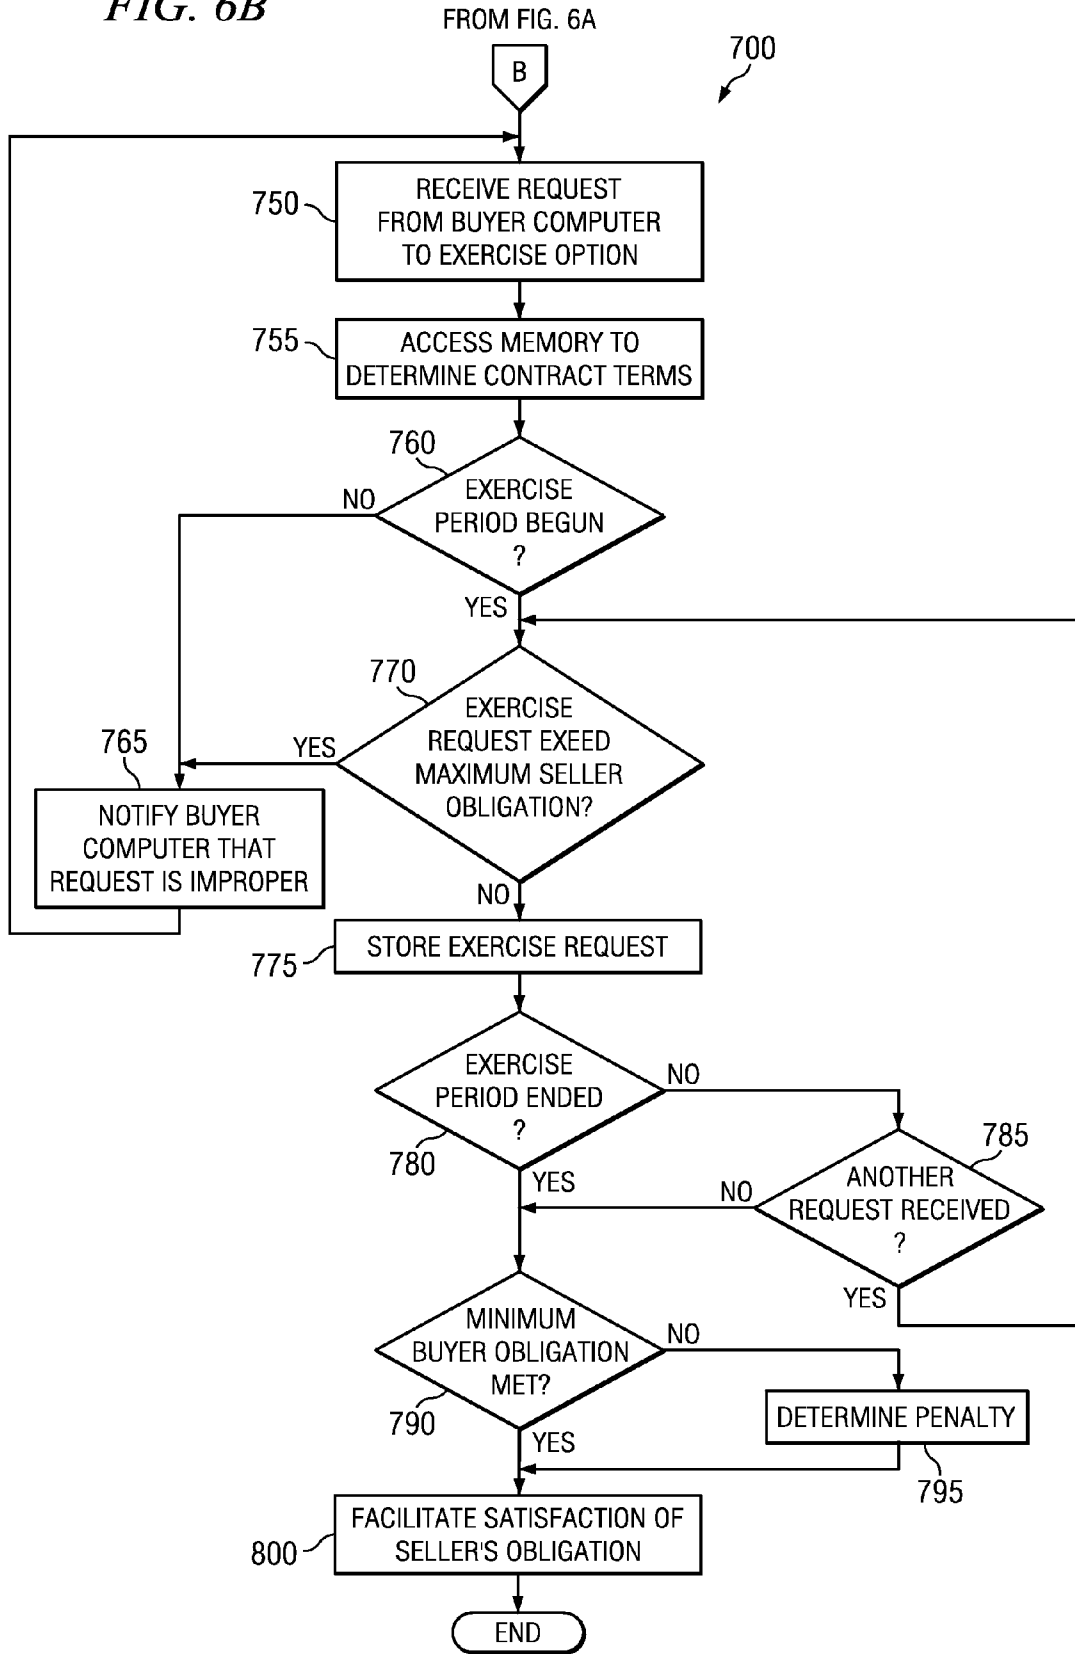 FIG. 6B
FROM FIG. 6A
B
700
750
RECEIVE REQUEST
FROM BUYER COMPUTER
TO EXERCISE OPTION
755
ACCESS MEMORY TO
DETERMINE CONTRACT TERMS
760
EXERCISE
PERIOD BEGUN
?
NO
YES
770
EXERCISE
REQUEST EXEED
MAXIMUM SELLER
OBLIGATION?
YES
765
NOTIFY BUYER
COMPUTER THAT
REQUEST IS IMPROPER
NO
775
STORE EXERCISE REQUEST
EXERCISE
PERIOD ENDED
?
NO
780
YES
785
ANOTHER
REQUEST RECEIVED
?
NO
YES
MINIMUM
BUYER OBLIGATION
MET?
NO
790
YES
DETERMINE PENALTY
795
800
FACILITATE SATISFACTION OF
SELLER'S OBLIGATION
END